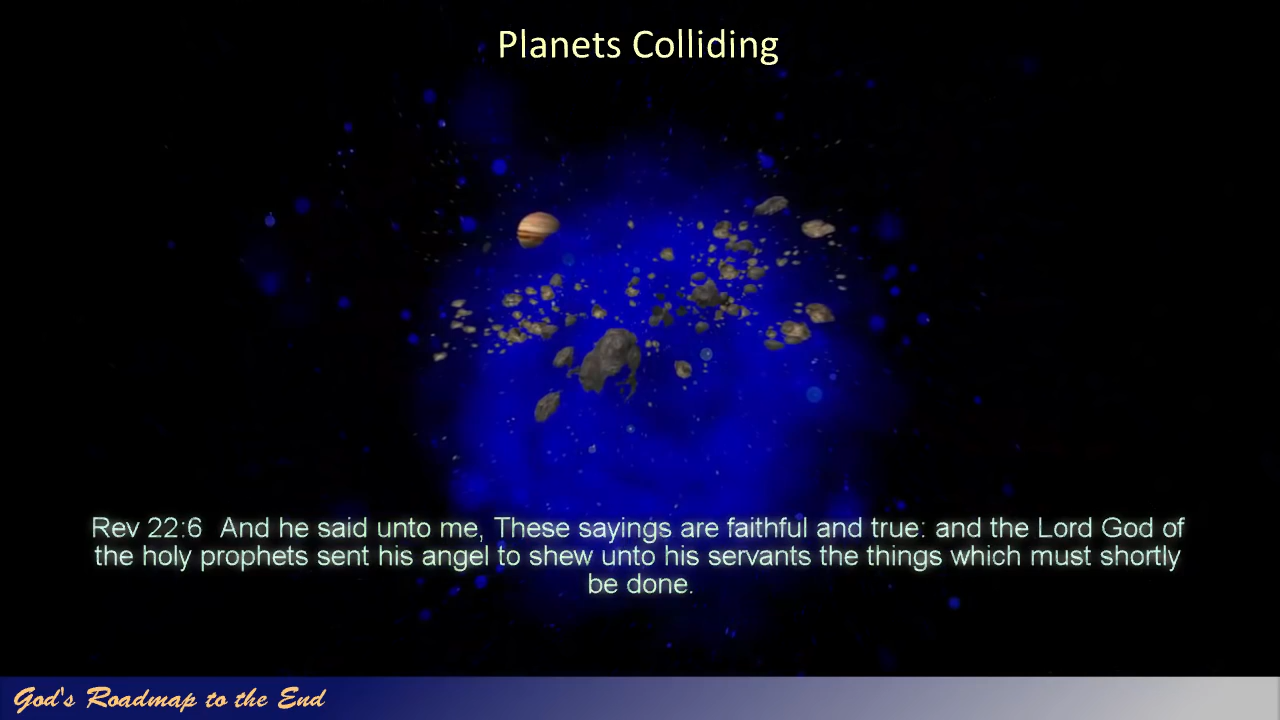 Planets Colliding
Rev 22:6  And he said unto me, These sayings are faithful and true: and the Lord God of
the holy prophets sent his angel to shew unto his servants the things which must shortly
be done.
God's Roadmap to the End